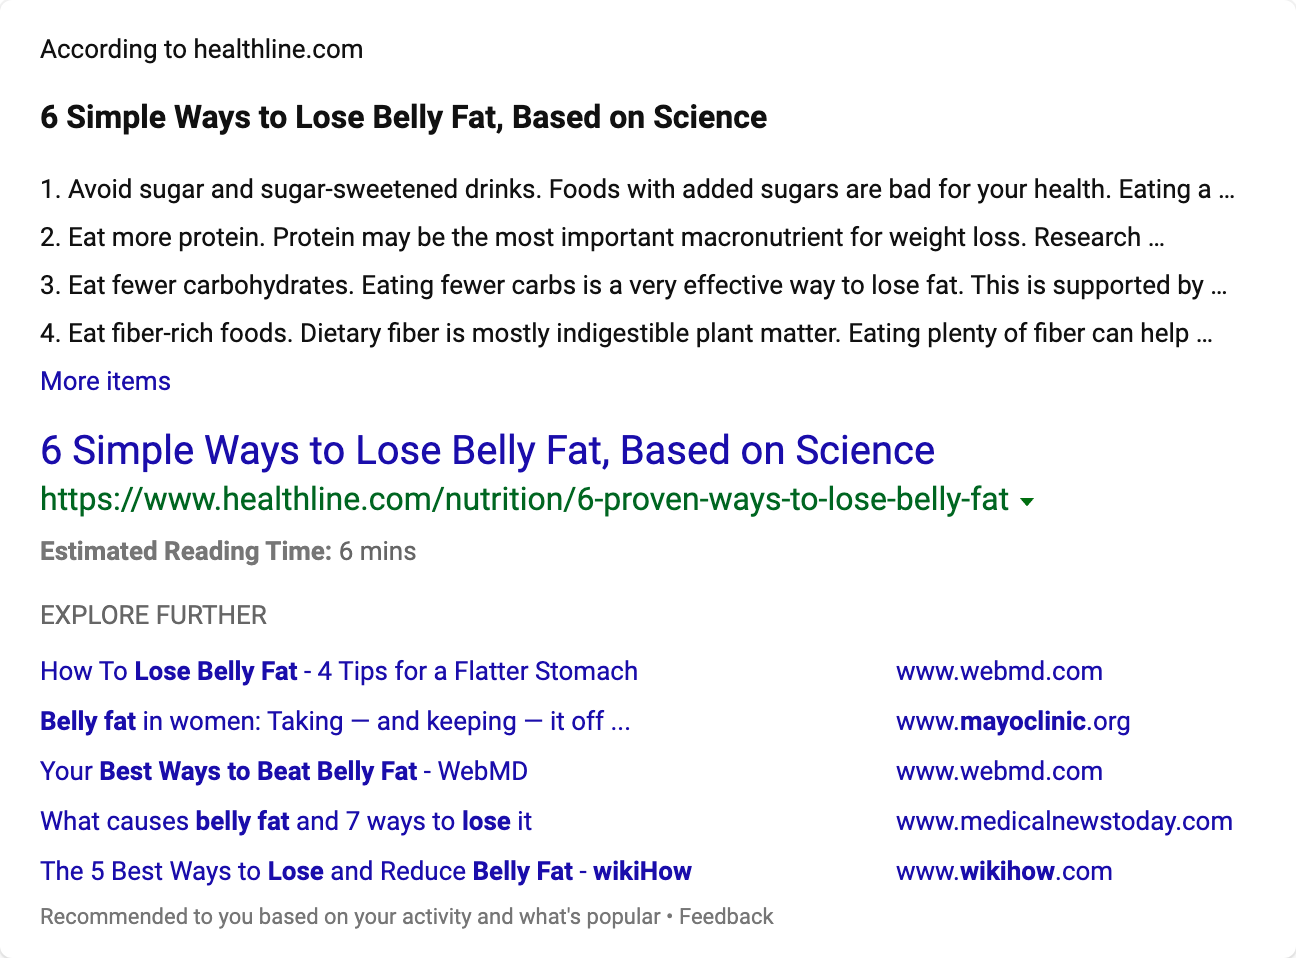 According to healthline.com
6 Simple Ways to Lose Belly Fat, Based on Science
1. Avoid sugar and sugar-sweetened drinks. Foods with added sugars are bad for your health. Eating a ...
2. Eat more protein. Protein may be the most important macronutrient for weight loss. Research ...
3. Eat fewer carbohydrates. Eating fewer carbs is a very effective way to lose fat. This is supported by ...
4. Eat fiber-rich foods. Dietary fiber is mostly indigestible plant matter. Eating plenty of fiber can help ...
More items
6 Simple Ways to Lose Belly Fat, Based on Science
https://www.healthline.com/nutrition/6-proven-ways-to-lose-belly-fat
Estimated Reading Time: 6 mins
EXPLORE FURTHER
How To Lose Belly Fat - 4 Tips for a Flatter Stomach www.webmd.com
Belly fat in women: Taking — and keeping — it off ... www.mayoclinic.org
Your Best Ways to Beat Belly Fat - WebMD www.webmd.com
What causes belly fat and 7 ways to lose it www.medicalnewstoday.com
The 5 Best Ways to Lose and Reduce Belly Fat - wikiHow www.wikihow.com
Recommended to you based on your activity and what's popular • Feedback